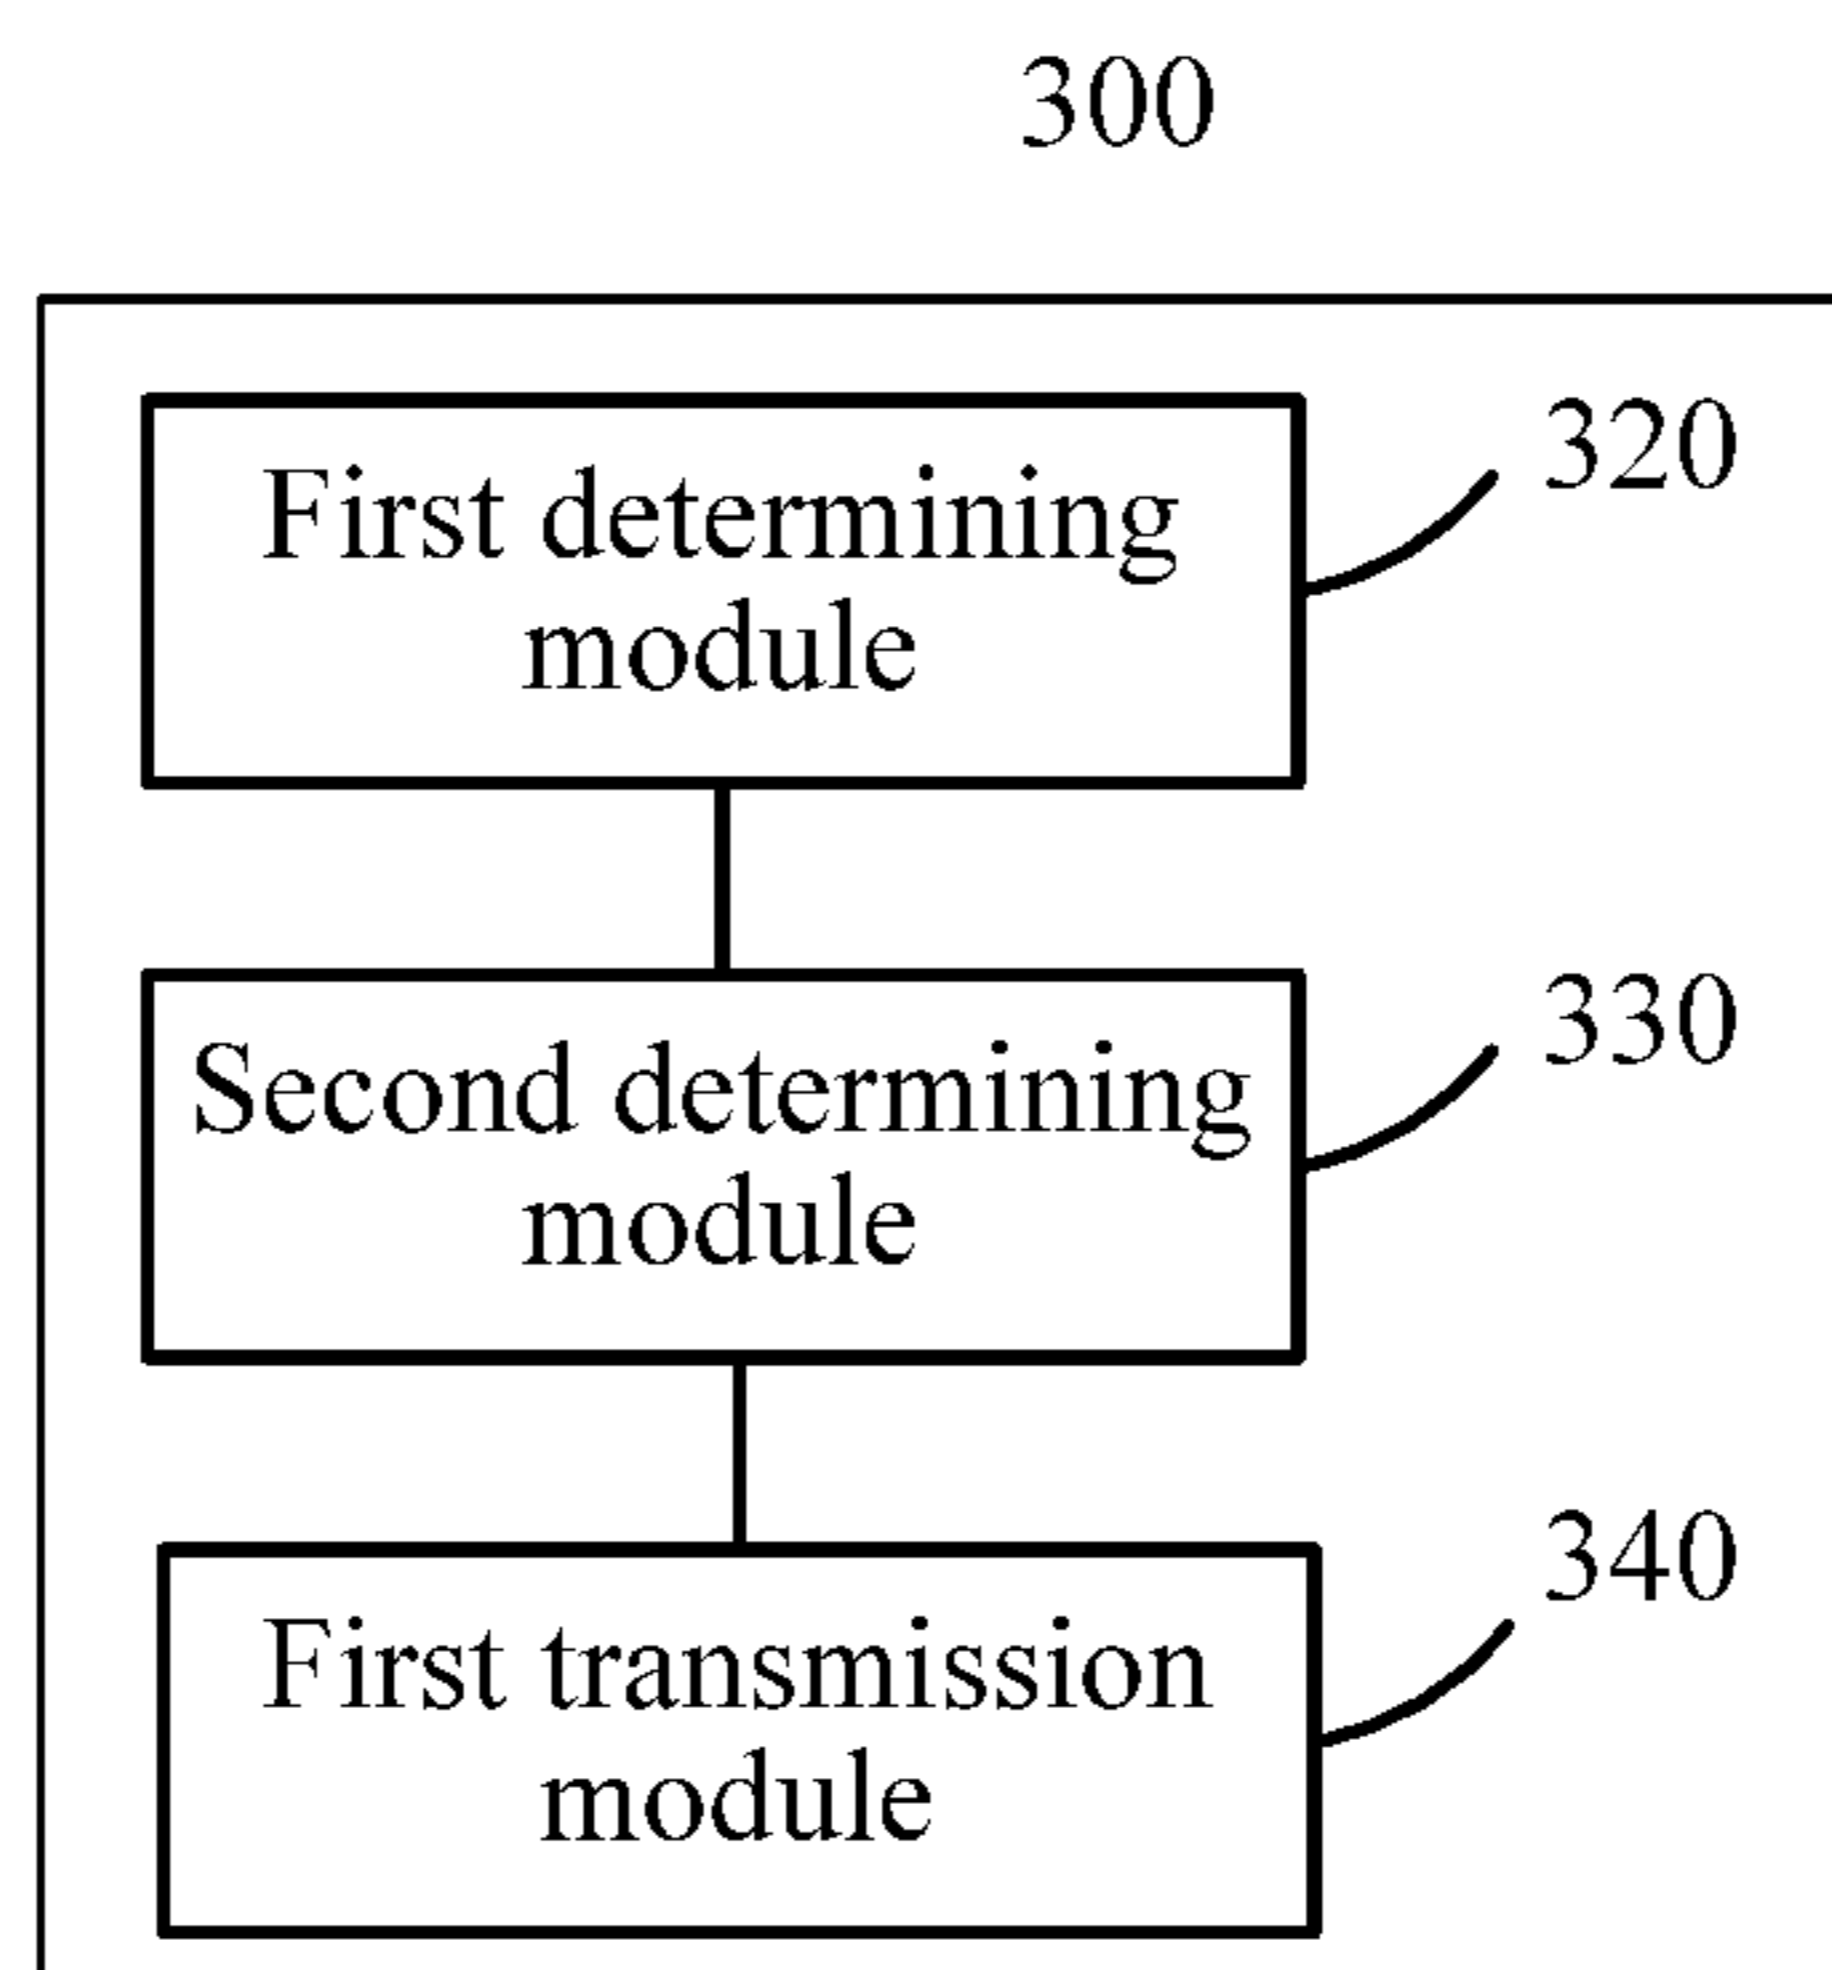 300
First determining
module
320
Second determining
module
330
First transmission
module
340